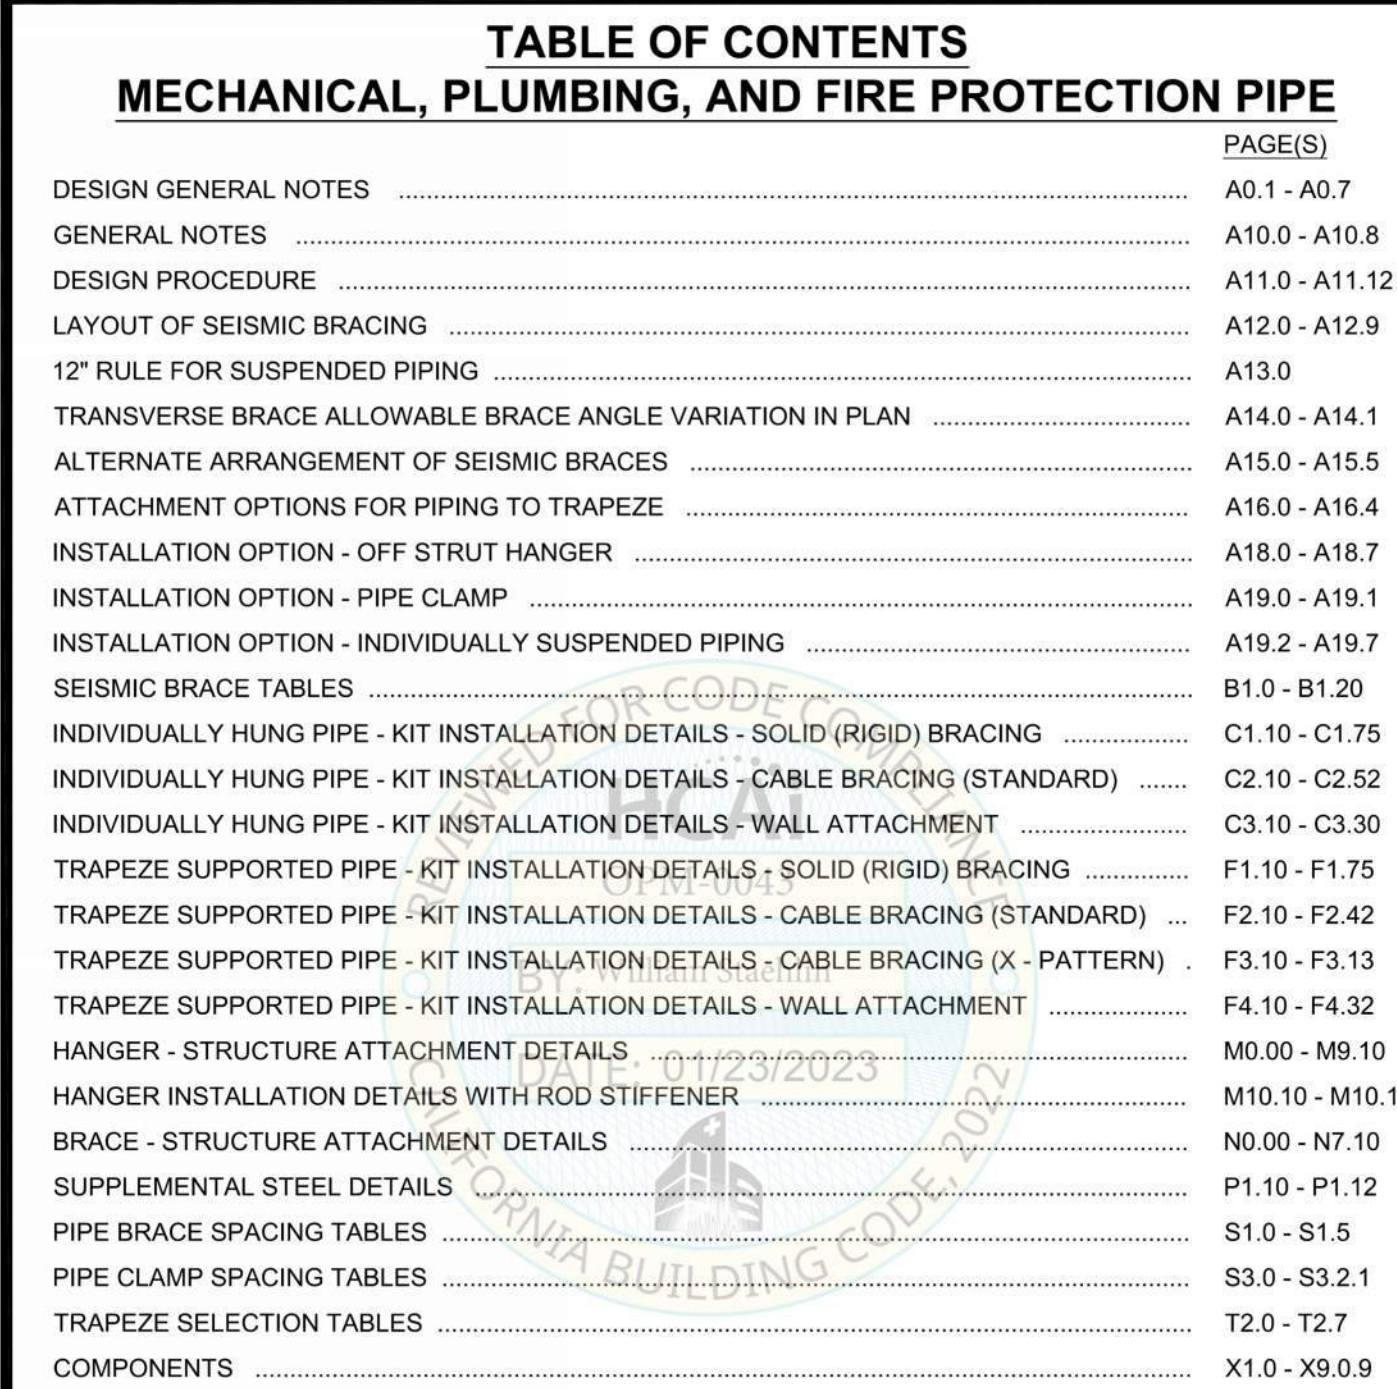 TABLE OF CONTENTS
MECHANICAL, PLUMBING, AND FIRE PROTECTION PIPE
PAGE(S)
DESIGN GENERAL NOTES ........ A0.1 - A0.7
GENERAL NOTES ........ A10.0 - A10.8
DESIGN PROCEDURE ........ A11.0 - A11.12
LAYOUT OF SEISMIC BRACING ........ A12.0 - A12.9
12" RULE FOR SUSPENDED PIPING ........ A13.0
TRANSVERSE BRACE ALLOWABLE BRACE ANGLE VARIATION IN PLAN ........ A14.0 - A14.1
ALTERNATE ARRANGEMENT OF SEISMIC BRACES ........ A15.0 - A15.5
ATTACHMENT OPTIONS FOR PIPING TO TRAPEZE ........ A16.0 - A16.4
INSTALLATION OPTION - OFF STRUT HANGER ........ A18.0 - A18.7
INSTALLATION OPTION - PIPE CLAMP ........ A19.0 - A19.1
INSTALLATION OPTION - INDIVIDUALLY SUSPENDED PIPING ........ A19.2 - A19.7
SEISMIC BRACE TABLES ........ B1.0 - B1.20
INDIVIDUALLY HUNG PIPE - KIT INSTALLATION DETAILS - SOLID (RIGID) BRACING ........ C1.10 - C1.75
INDIVIDUALLY HUNG PIPE - KIT INSTALLATION DETAILS - CABLE BRACING (STANDARD) ....... C2.10 - C2.52
INDIVIDUALLY HUNG PIPE - KIT INSTALLATION DETAILS - WALL ATTACHMENT ........ C3.10 - C3.30
TRAPEZE SUPPORTED PIPE - KIT INSTALLATION DETAILS - SOLID (RIGID) BRACING ........ F1.10 - F1.75
TRAPEZE SUPPORTED PIPE - KIT INSTALLATION DETAILS - CABLE BRACING (STANDARD) ... F2.10 - F2.42
TRAPEZE SUPPORTED PIPE - KIT INSTALLATION DETAILS - CABLE BRACING (X - PATTERN) . F3.10 - F3.13
TRAPEZE SUPPORTED PIPE - KIT INSTALLATION DETAILS - WALL ATTACHMENT ........ F4.10 - F4.32
HANGER - STRUCTURE ATTACHMENT DETAILS ........ M0.00 - M9.10
HANGER INSTALLATION DETAILS WITH ROD STIFFENER ........ M10.10 - M10.1
BRACE - STRUCTURE ATTACHMENT DETAILS ........ N0.00 - N7.10
SUPPLEMENTAL STEEL DETAILS ........ P1.10 - P1.12
PIPE BRACE SPACING TABLES ........ S1.0 - S1.5
PIPE CLAMP SPACING TABLES ........ S3.0 - S3.2.1
TRAPEZE SELECTION TABLES ........ T2.0 - T2.7
COMPONENTS ........ X1.0 - X9.0.9
REVIEWED FOR CODE COMPLIANCE
HCAi
OPM-0043
BY: William Staehlin
DATE: 01/23/2023
CALIFORNIA BUILDING CODE, 2022